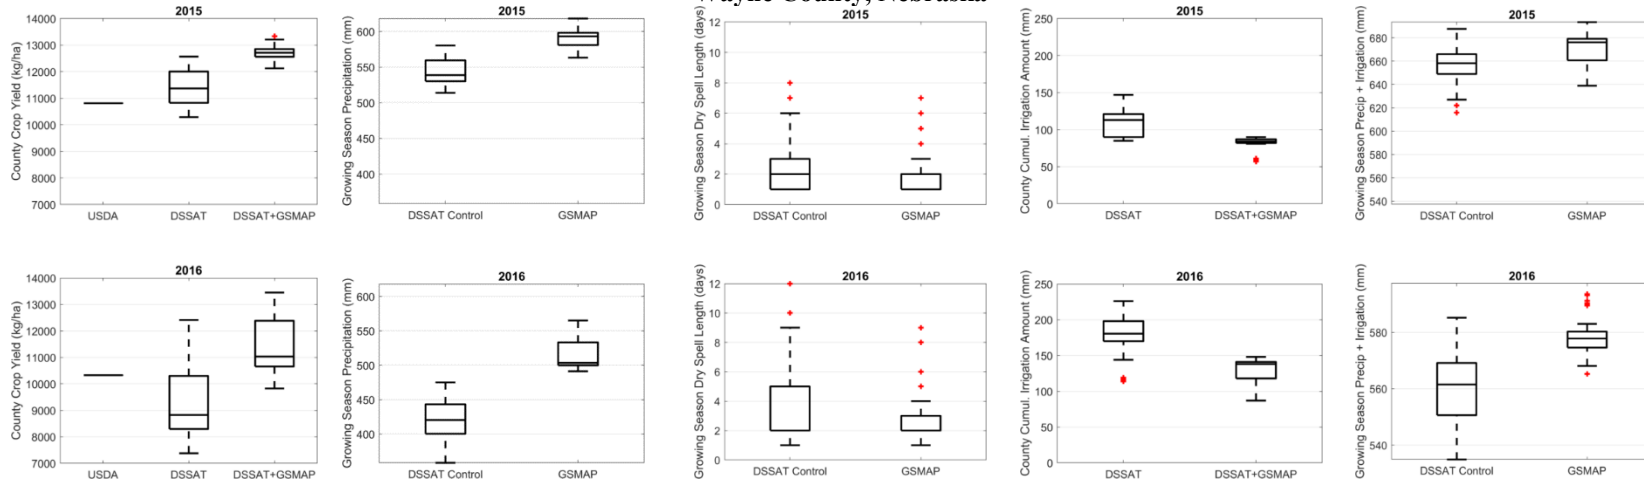 Wayne County, Nebraska
2015
County Crop Yield (kg/ha)
14000
13000
12000
11000
10000
9000
8000
7000
USDA
DSSAT
DSSAT+GSMAP
Growing Season Precipitation (mm)
600
550
500
450
400
DSSAT Control
GSMAP
2015
Growing Season Dry Spell Length (days)
12
10
8
6
4
2
0
DSSAT Control
GSMAP
2015
County Cumul. Irrigation Amount (mm)
250
200
150
100
50
0
DSSAT
DSSAT+GSMAP
2015
Growing Season Precip + Irrigation (mm)
680
660
640
620
600
580
560
540
DSSAT Control
GSMAP
2016
County Crop Yield (kg/ha)
14000
13000
12000
11000
10000
9000
8000
7000
USDA
DSSAT
DSSAT+GSMAP
2016
Growing Season Precipitation (mm)
600
550
500
450
400
DSSAT Control
GSMAP
2016
Growing Season Dry Spell Length (days)
12
10
8
6
4
2
0
DSSAT Control
GSMAP
2016
County Cumul. Irrigation Amount (mm)
250
200
150
100
50
0
DSSAT
DSSAT+GSMAP
2016
Growing Season Precip + Irrigation (mm)
580
560
540
DSSAT Control
GSMAP